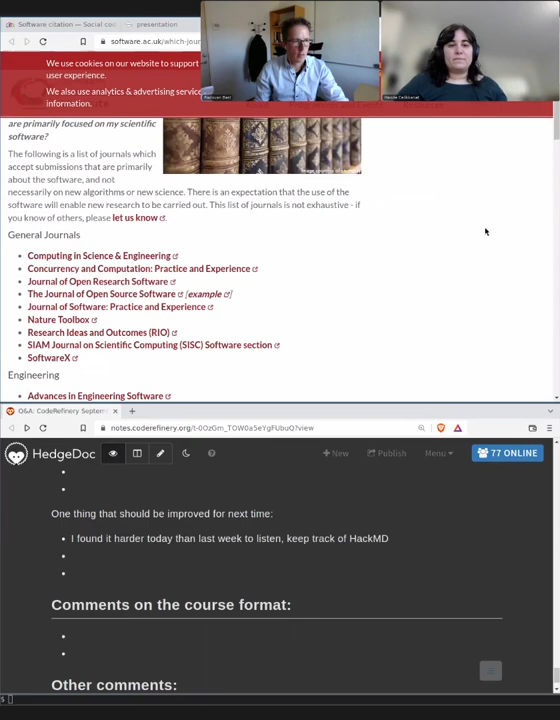 Software citation — Social co
presentation
software.ac.uk/which-jour
We use cookies on our website to support
user experience.
We also use analytics & advertising service
information.
are primarily focused on my scientific
software?
The following is a list of journals which
accept submissions that are primarily
about the software, and not
necessarily on new algorithms or new science. There is an expectation that the use of the
software will enable new research to be carried out. This list of journals is not exhaustive - if
you know of others, please let us know.
General Journals
• Computing in Science & Engineering
• Concurrency and Computation: Practice and Experience
• Journal of Open Research Software
• The Journal of Open Source Software [example]
• Journal of Software: Practice and Experience
• Nature Toolbox
• Research Ideas and Outcomes (RIO)
• SIAM Journal on Scientific Computing (SISC) Software section
• SoftwareX
Engineering
• Advances in Engineering Software
Q&A: CodeRefinery Septem
notes.coderefinery.org/t-0OzGm_TOW0a5eYgFUbuQ?view
HedgeDoc
+ New
Publish
Menu
77 ONLINE
One thing that should be improved for next time:
• I found it harder today than last week to listen, keep track of HackMD
Comments on the course format:
Other comments:
$